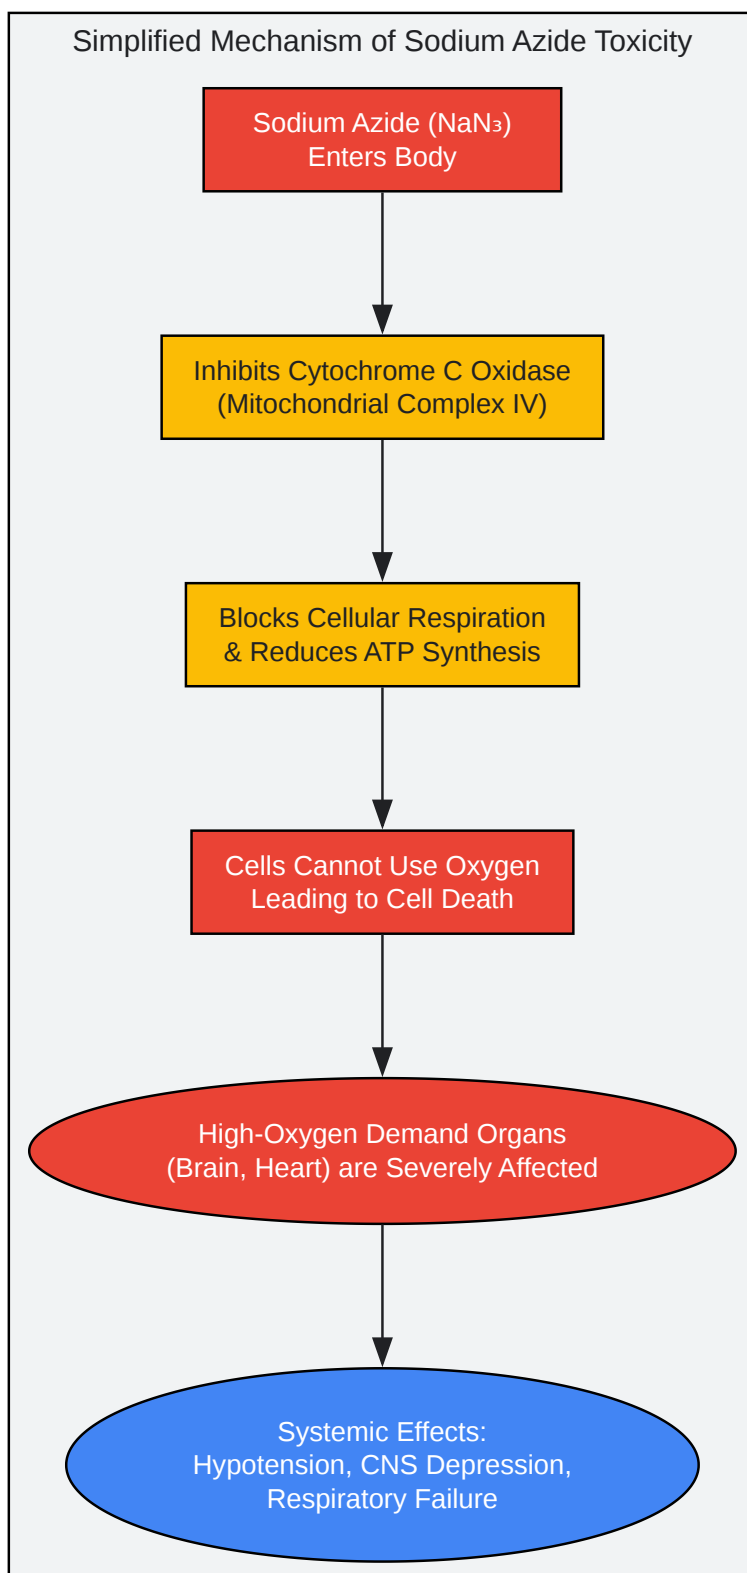 Simplified Mechanism of Sodium Azide Toxicity
Sodium Azide (NaN₃)
Enters Body
Inhibits Cytochrome C Oxidase
(Mitochondrial Complex IV)
Blocks Cellular Respiration
& Reduces ATP Synthesis
Cells Cannot Use Oxygen
Leading to Cell Death
High-Oxygen Demand Organs
(Brain, Heart) are Severely Affected
Systemic Effects:
Hypotension, CNS Depression,
Respiratory Failure